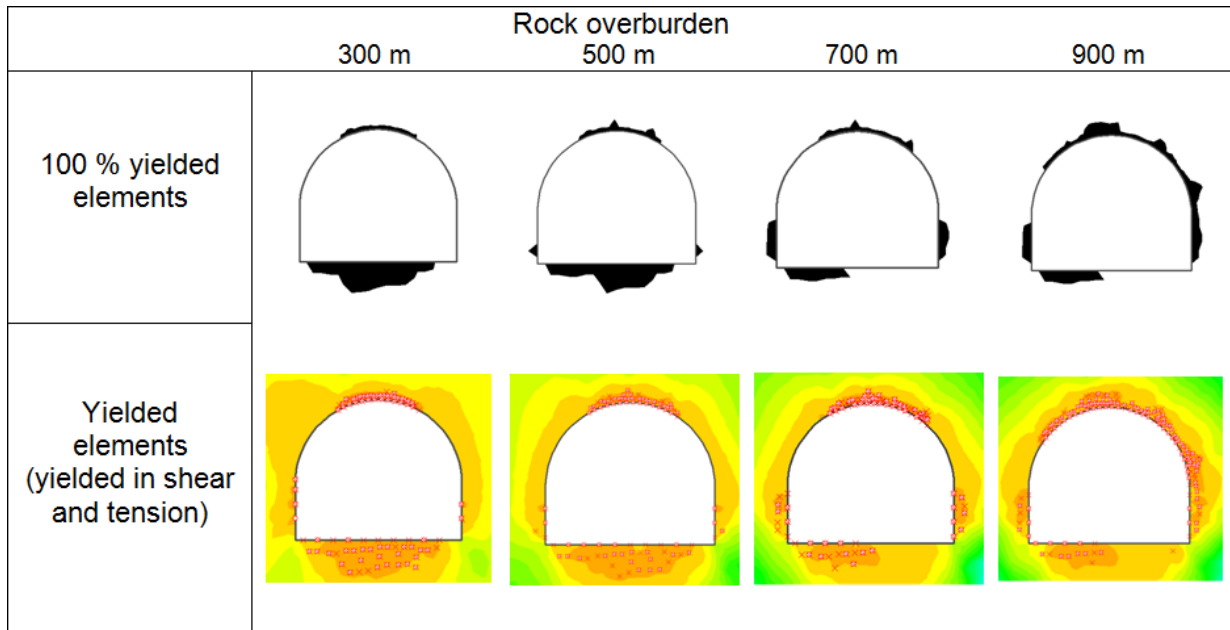 Rock overburden
300 m 500 m 700 m 900 m
100 % yielded
elements
Yielded
elements
(yielded in shear
and tension)